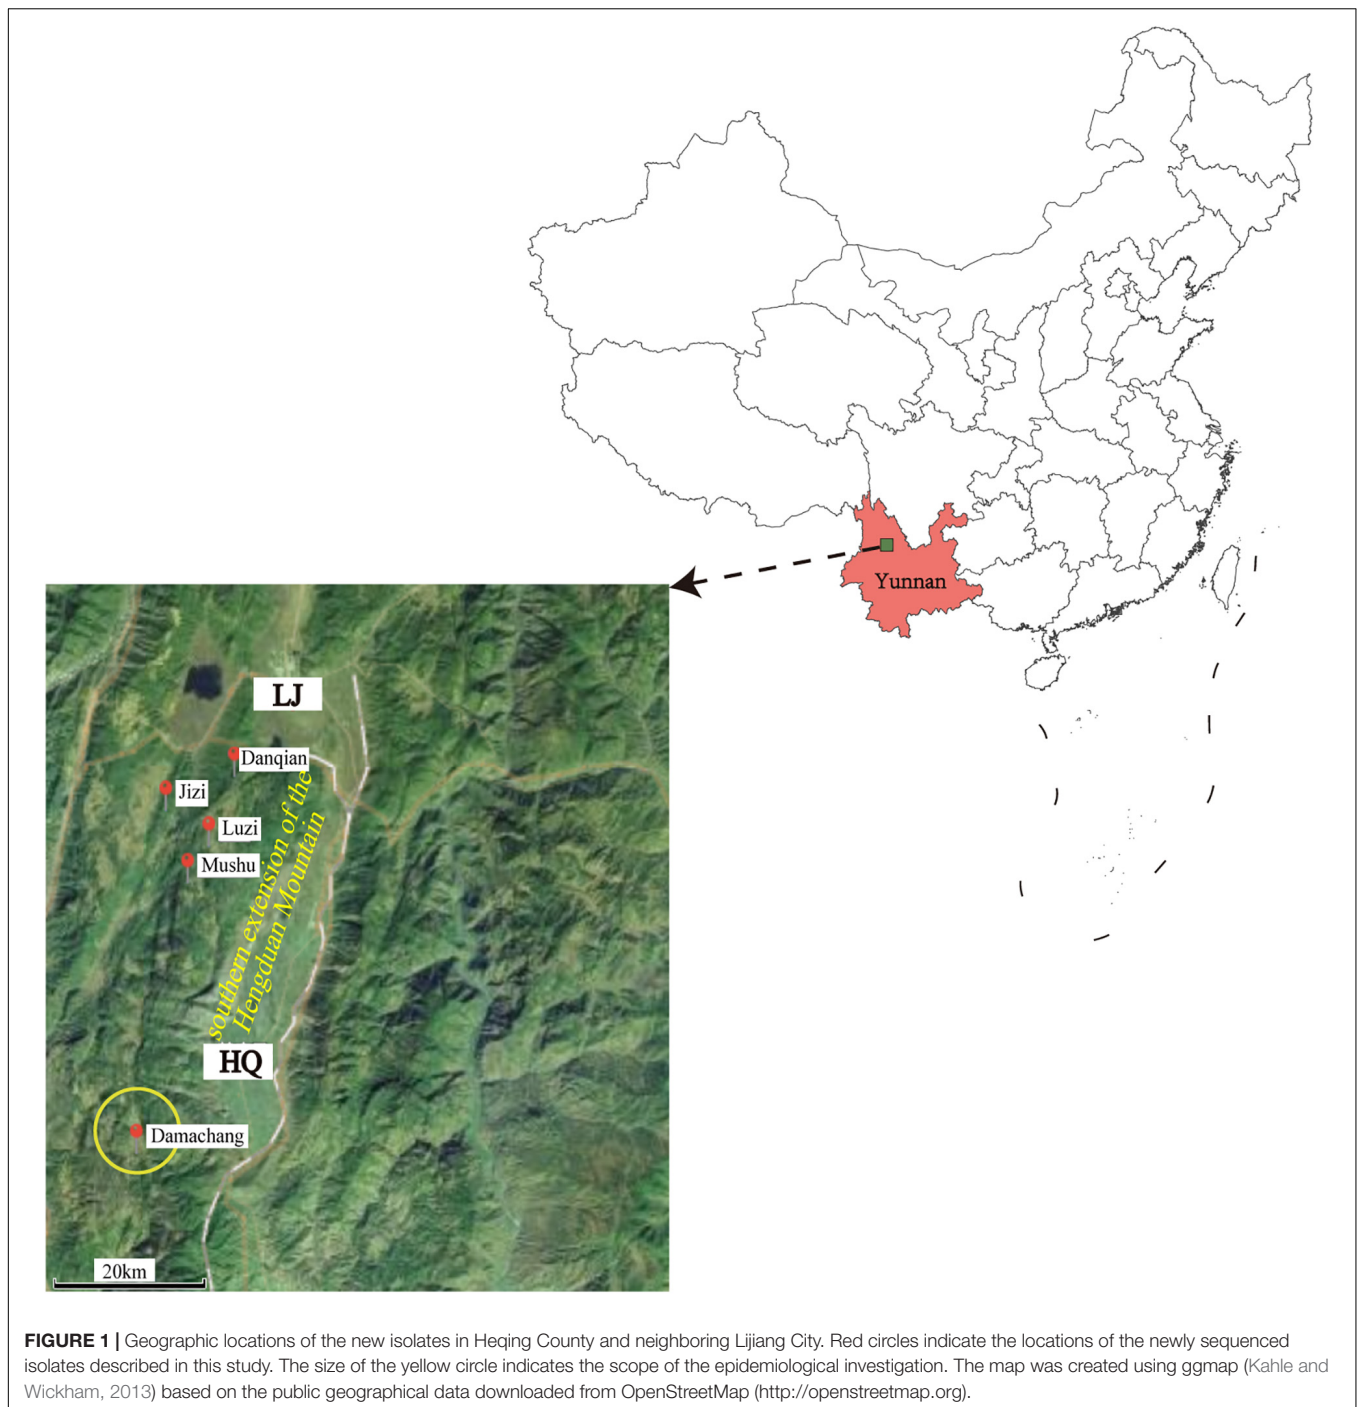 Yunnan
LJ
Danqian
Jizi
Luzi
Mushu
southern extension of the
Hengduan Mountain
HQ
Damachang
20km
FIGURE 1 | Geographic locations of the new isolates in Heqing County and neighboring Lijiang City. Red circles indicate the locations of the newly sequenced
isolates described in this study. The size of the yellow circle indicates the scope of the epidemiological investigation. The map was created using ggmap (Kahle and
Wickham, 2013) based on the public geographical data downloaded from OpenStreetMap (http://openstreetmap.org).